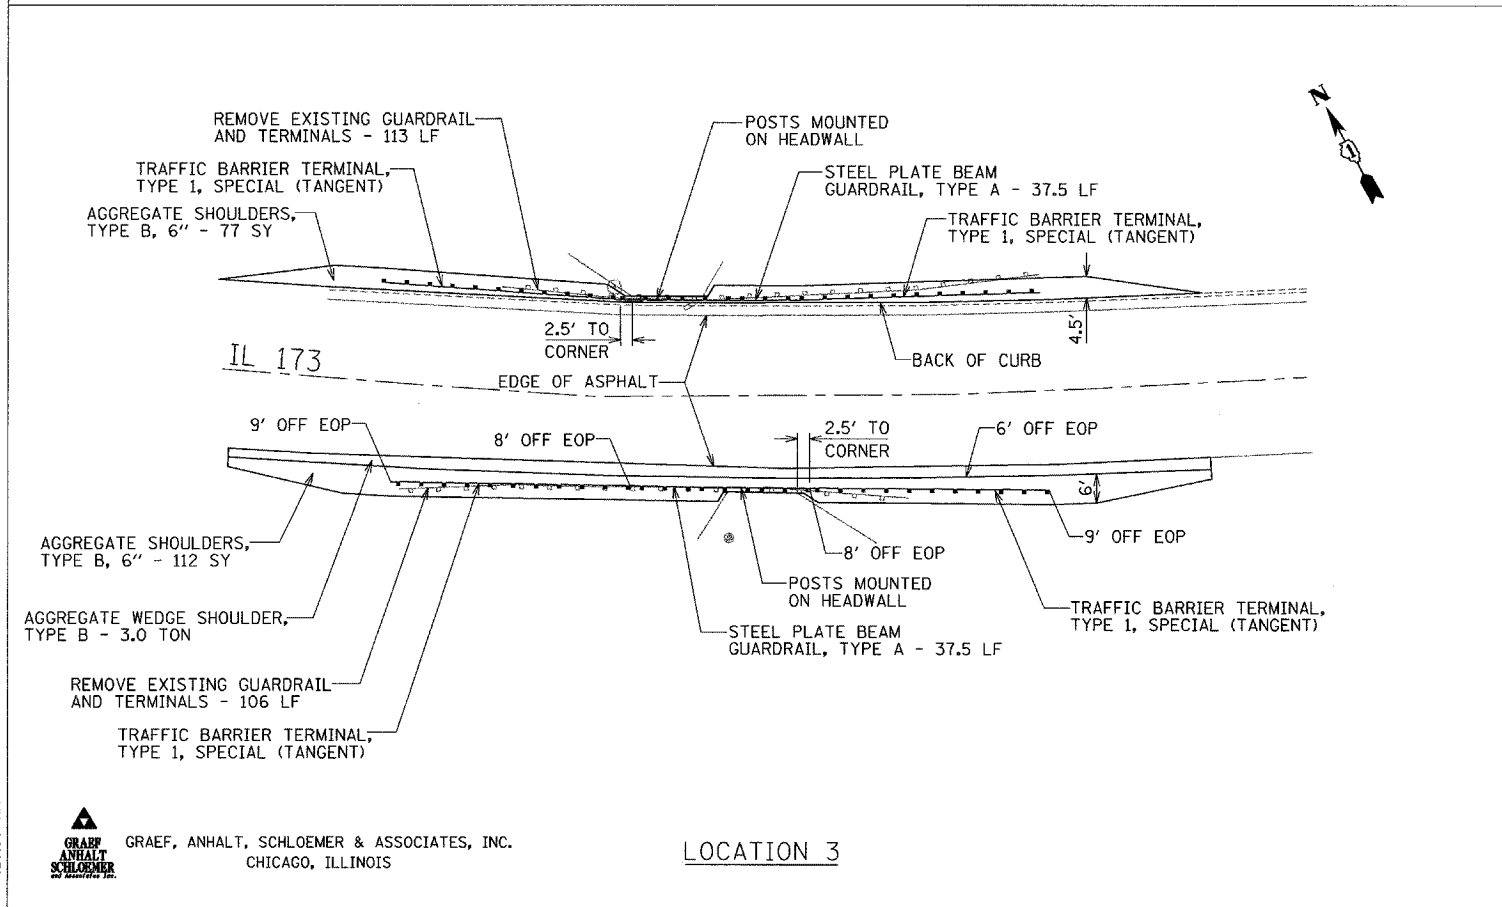 N
REMOVE EXISTING GUARDRAIL
AND TERMINALS - 113 LF
POSTS MOUNTED
ON HEADWALL
TRAFFIC BARRIER TERMINAL,
TYPE 1, SPECIAL (TANGENT)
STEEL PLATE BEAM
GUARDRAIL, TYPE A - 37.5 LF
AGGREGATE SHOULDERS,
TYPE B, 6" - 77 SY
TRAFFIC BARRIER TERMINAL,
TYPE 1, SPECIAL (TANGENT)
2.5' TO
CORNER
4.5'
IL 173
BACK OF CURB
EDGE OF ASPHALT
9' OFF EOP
8' OFF EOP
2.5' TO
CORNER
6' OFF EOP
6'
AGGREGATE SHOULDERS,
TYPE B, 6" - 112 SY
8' OFF EOP
9' OFF EOP
POSTS MOUNTED
ON HEADWALL
AGGREGATE WEDGE SHOULDER,
TYPE B - 3.0 TON
TRAFFIC BARRIER TERMINAL,
TYPE 1, SPECIAL (TANGENT)
STEEL PLATE BEAM
GUARDRAIL, TYPE A - 37.5 LF
REMOVE EXISTING GUARDRAIL
AND TERMINALS - 106 LF
TRAFFIC BARRIER TERMINAL,
TYPE 1, SPECIAL (TANGENT)
GRAEF
ANHALT
SCHLOEMER
and Associates Inc.
GRAEF, ANHALT, SCHLOEMER & ASSOCIATES, INC.
CHICAGO, ILLINOIS
LOCATION 3